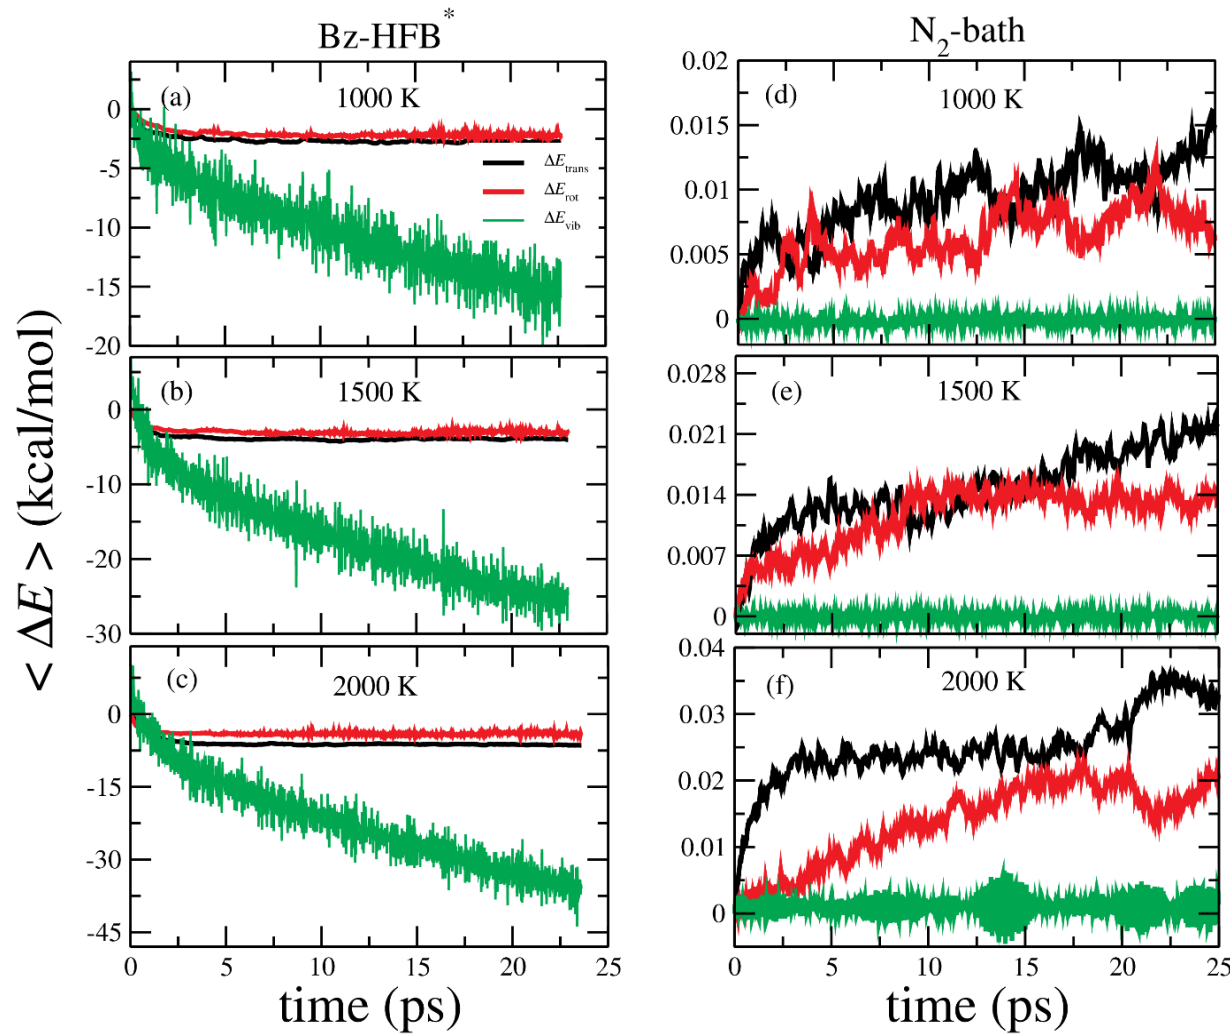 Bz-HFB*
N₂-bath
< ΔE > (kcal/mol)
(a)
1000 K
0
-5
-10
-15
-20
ΔE_trans
ΔE_rot
ΔE_vib
(b)
1500 K
0
-10
-20
-30
(c)
2000 K
0
-15
-30
-45
0 5 10 15 20 25
time (ps)
(d)
1000 K
0.02
0.015
0.01
0.005
0
(e)
1500 K
0.028
0.021
0.014
0.007
0
(f)
2000 K
0.04
0.03
0.02
0.01
0
0 5 10 15 20 25
time (ps)